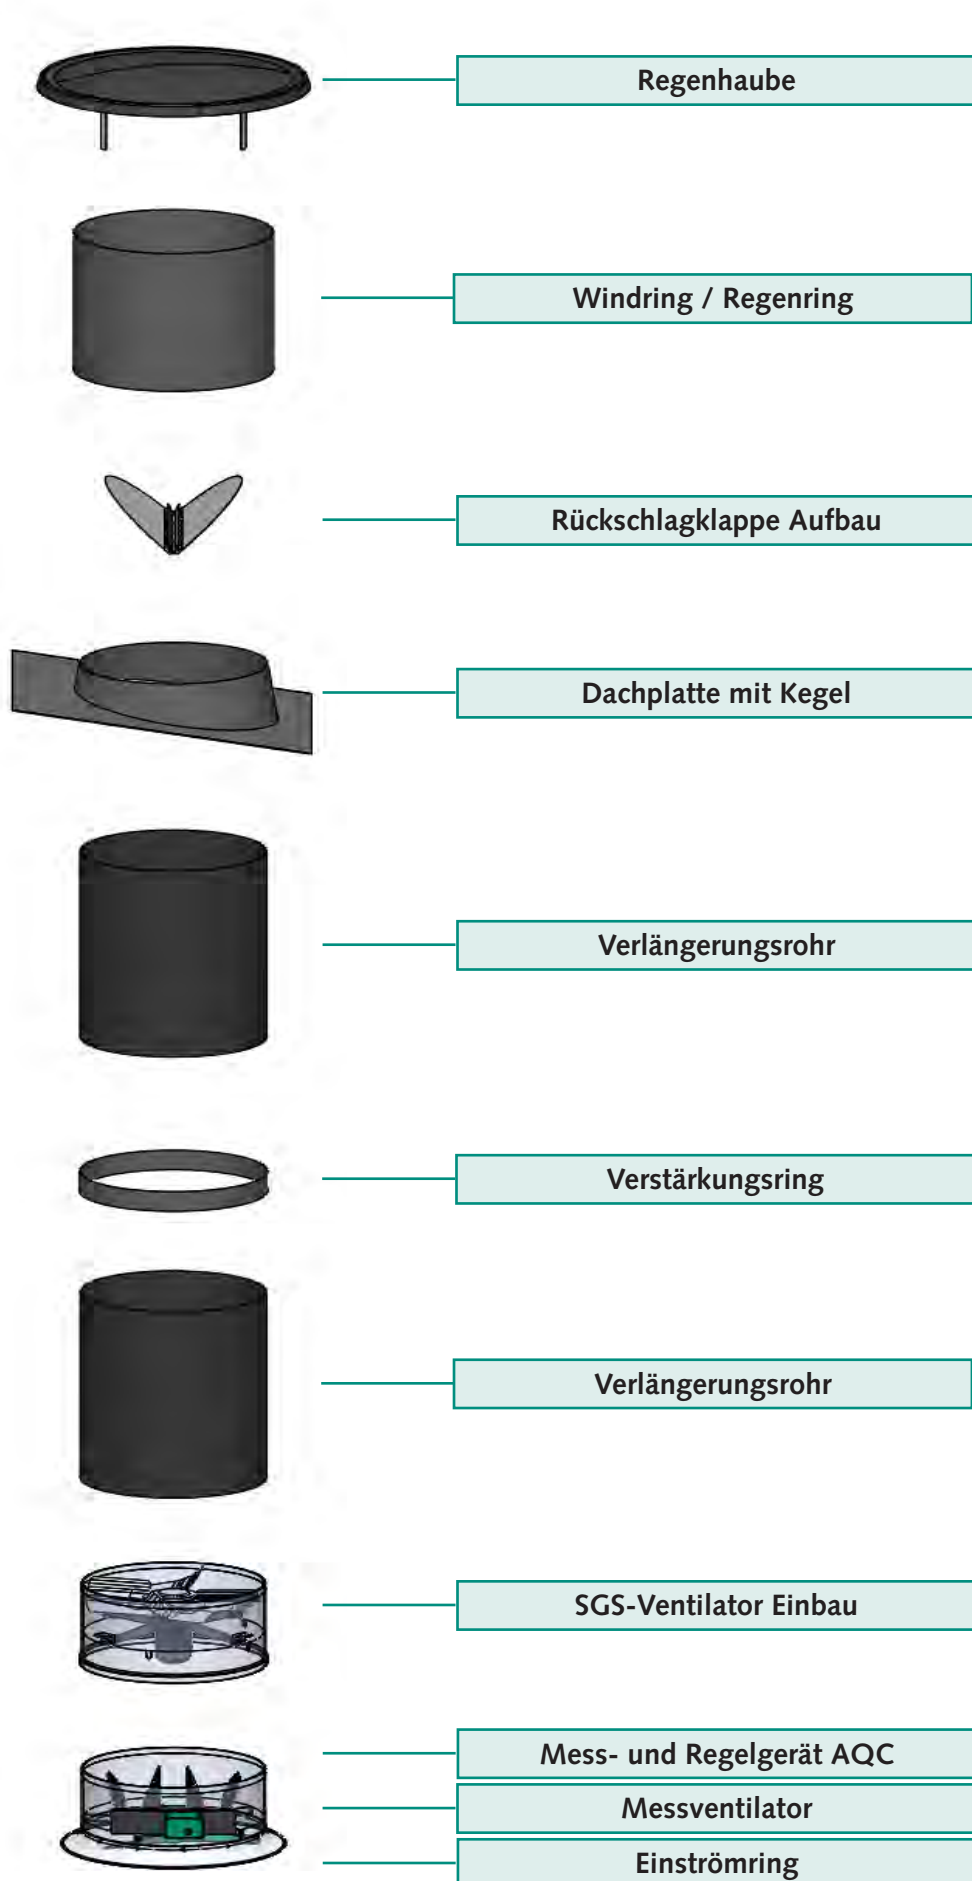 Regenhaube
Windring / Regenring
Rückschlagklappe Aufbau
Dachplatte mit Kegel
Verlängerungsrohr
Verstärkungsring
Verlängerungsrohr
SGS-Ventilator Einbau
Mess- und Regelgerät AQC
Messventilator
Einströmring